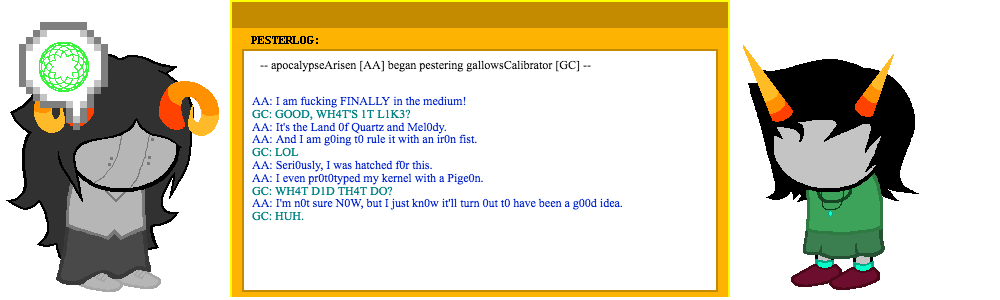 PESTERLOG:
-- apocalypseArisen [AA] began pestering gallowsCalibrator [GC] --
AA: I am fucking FINALLY in the medium!
GC: GOOD, WH4T'S 1T L1K3?
AA: It's the Land 0f Quartz and Mel0dy.
AA: And I am g0ing t0 rule it with an ir0n fist.
GC: LOL
AA: Seri0usly, I was hatched f0r this.
AA: I even pr0t0typed my kernel with a Pige0n.
GC: WH4T D1D TH4T DO?
AA: I'm n0t sure N0W, but I just kn0w it'll turn 0ut t0 have been a g00d idea.
GC: HUH.